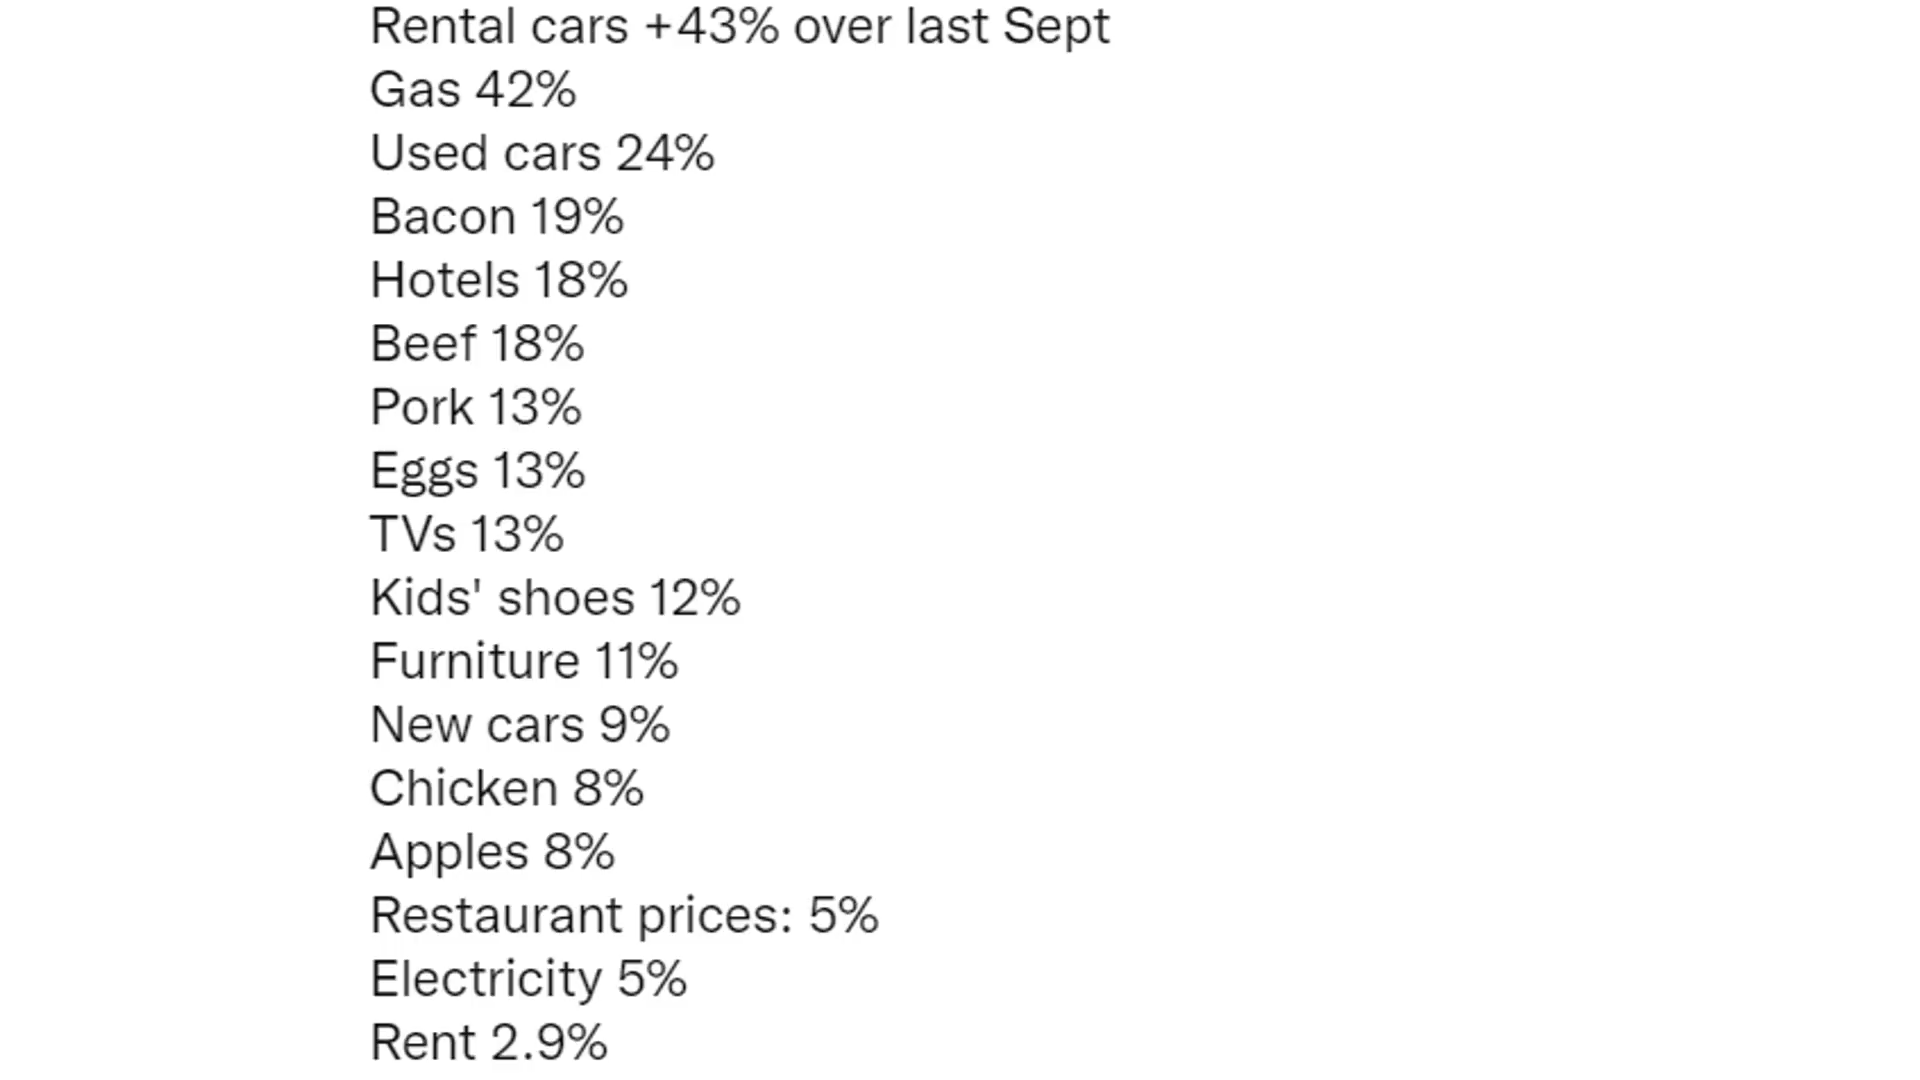 Rental cars +43% over last Sept
Gas 42%
Used cars 24%
Bacon 19%
Hotels 18%
Beef 18%
Pork 13%
Eggs 13%
TVs 13%
Kids' shoes 12%
Furniture 11%
New cars 9%
Chicken 8%
Apples 8%
Restaurant prices: 5%
Electricity 5%
Rent 2.9%